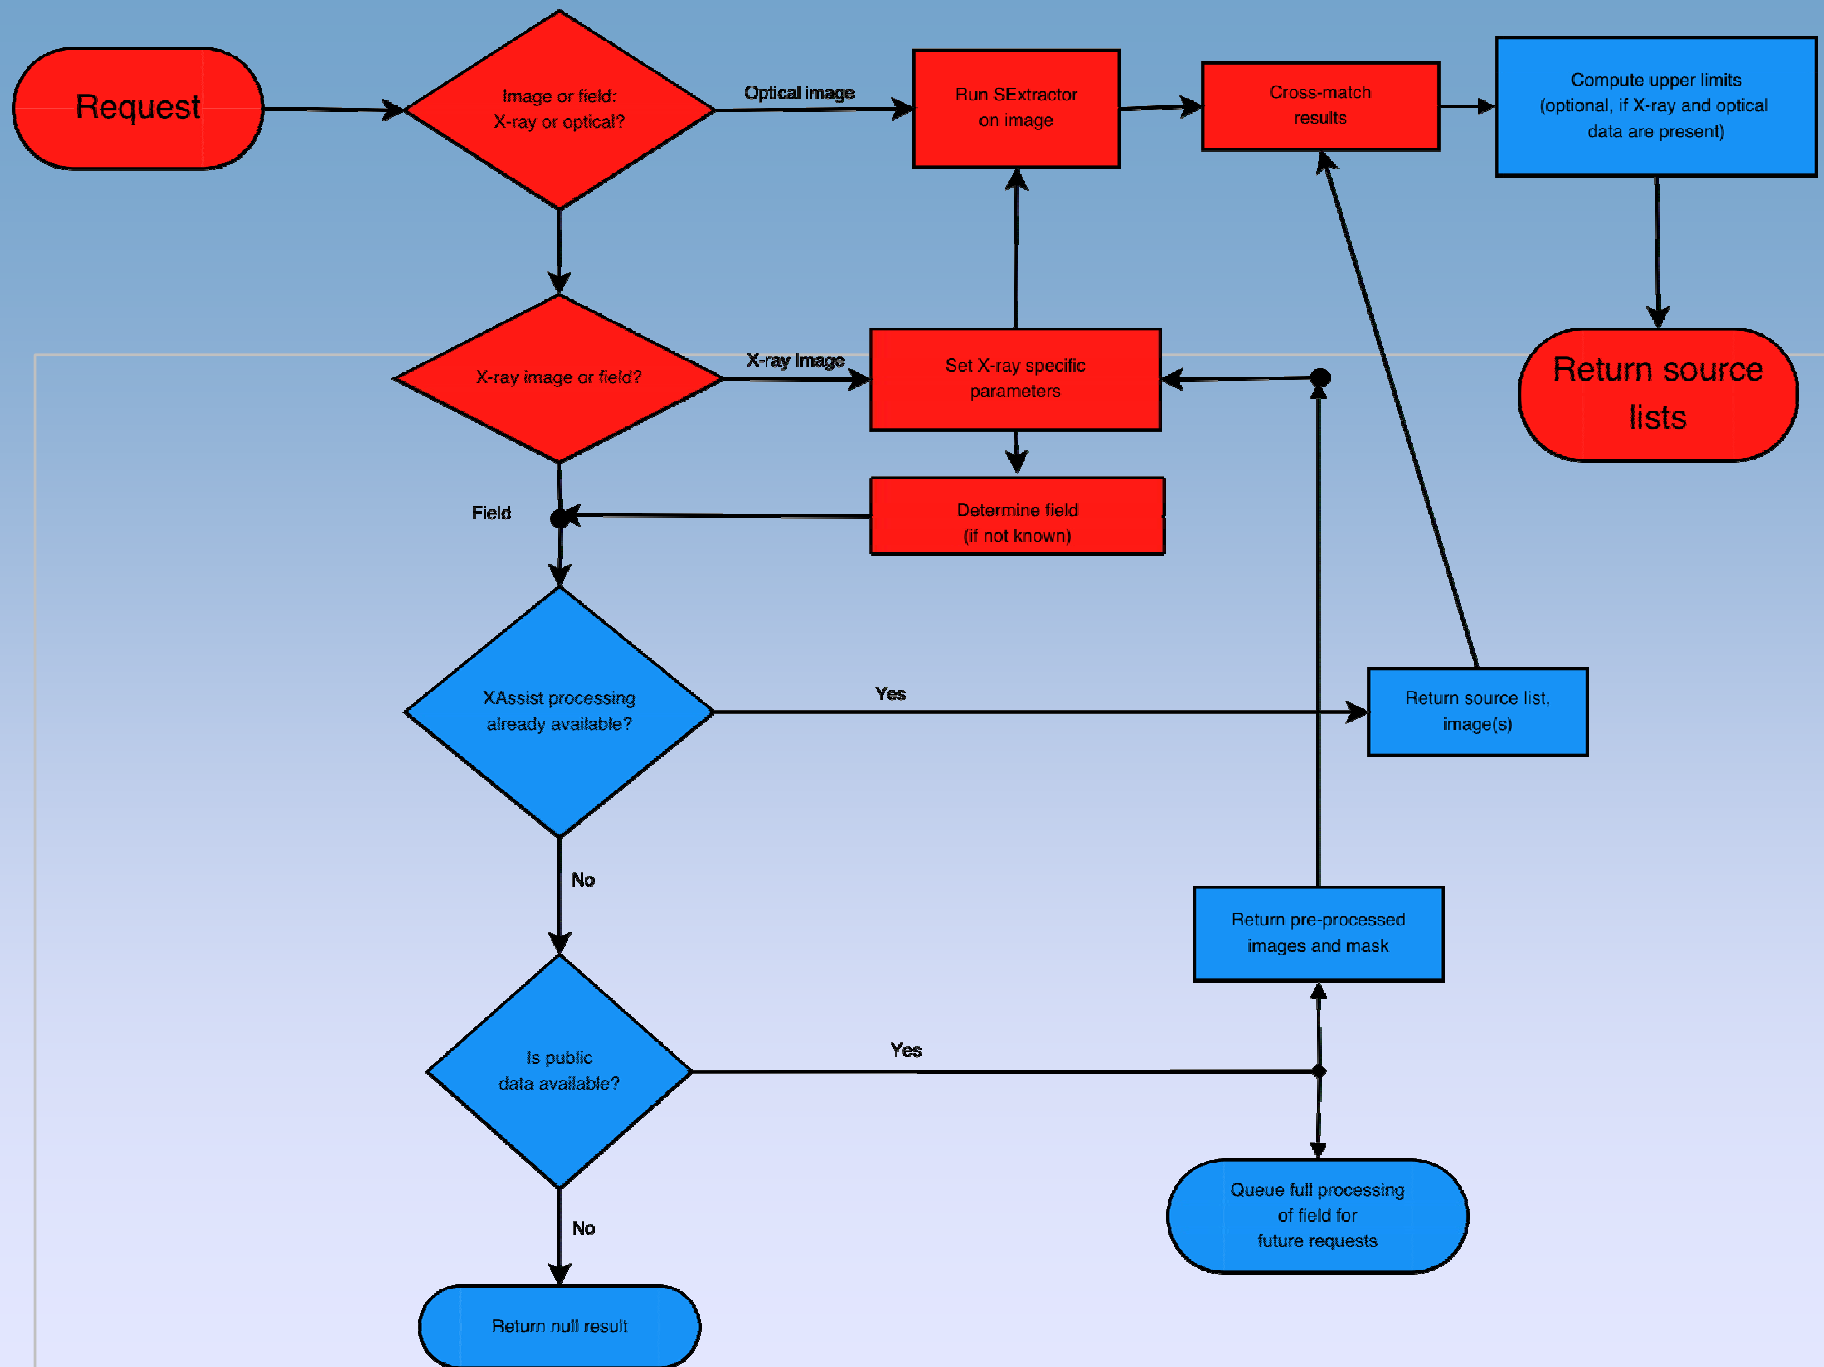 Request
Image or field:
X-ray or optical?
Optical image
Run SExtractor
on image
Cross-match
results
Compute upper limits
(optional, if X-ray and optical
data are present)
X-ray image or field?
X-ray Image
Set X-ray specific
parameters
Return source
lists
Field
Determine field
(if not known)
XAssist processing
already available?
Yes
Return source list,
image(s)
No
Return pre-processed
images and mask
Is public
data available?
Yes
Queue full processing
of field for
future requests
No
Return null result